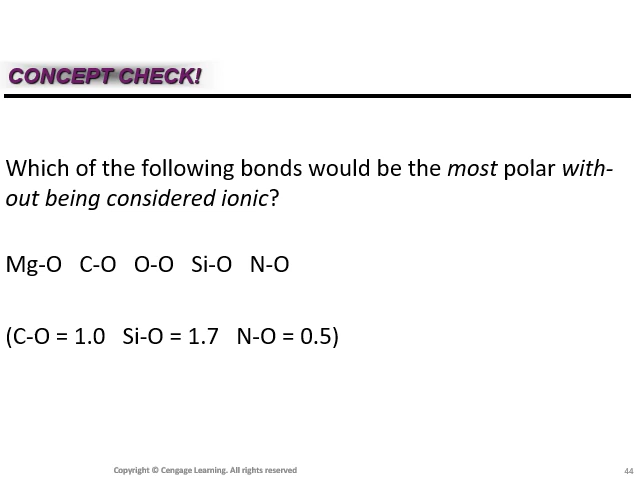 CONCEPT CHECK!
Which of the following bonds would be the most polar with-
out being considered ionic?
Mg-O C-O O-O Si-O N-O
(C-O = 1.0 Si-O = 1.7 N-O = 0.5)
Copyright © Cengage Learning. All rights reserved
44